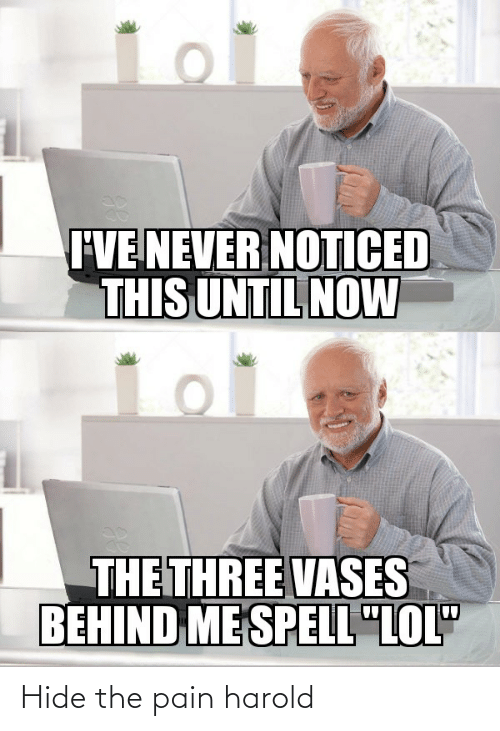 I'VE NEVER NOTICED
THIS UNTIL NOW
THE THREE VASES
BEHIND ME SPELL "LOL"
Hide the pain harold